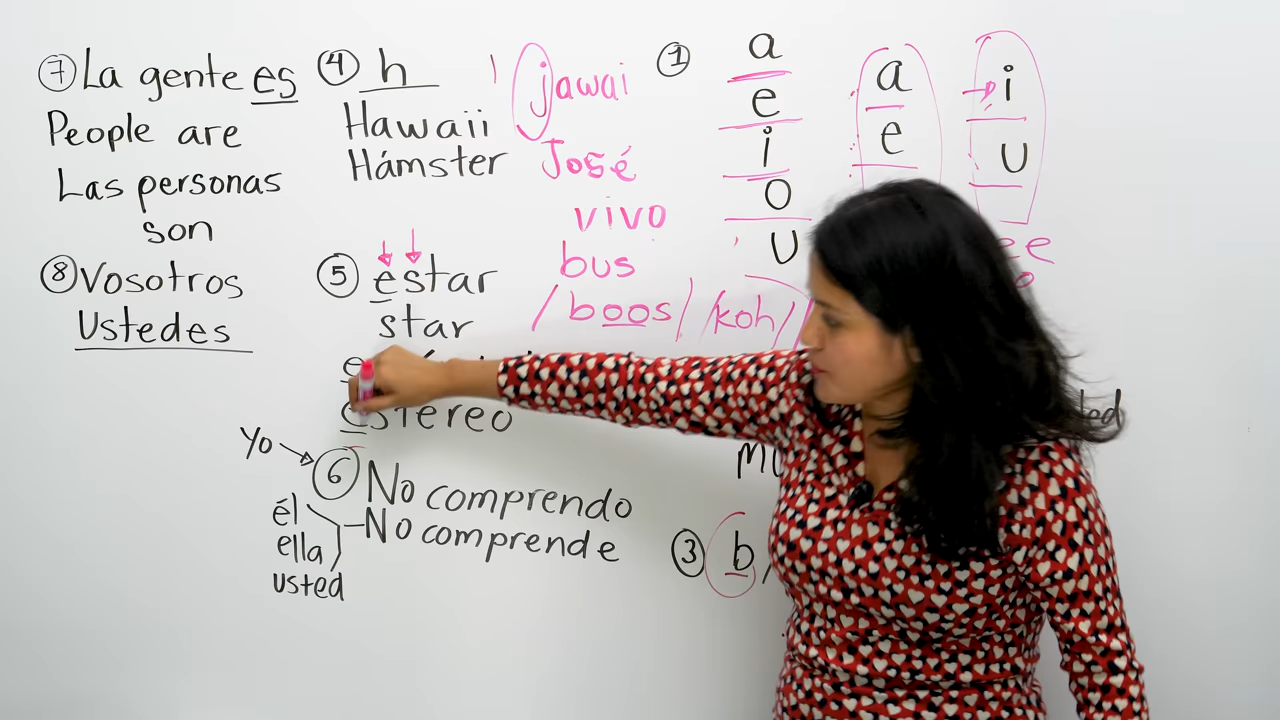 ⑦ La gente es
People are
Las personas
son
⑧ Vosotros
Ustedes
④ h
Hawaii
Hámster
jawai
José
vivo
bus
/boos/ /koh/
⑤ estar
star
estéreo
Yo
⑥ No comprendo
él
ella
usted
No comprende
①
a
e
i
o
u
a
e
i
u
③ b